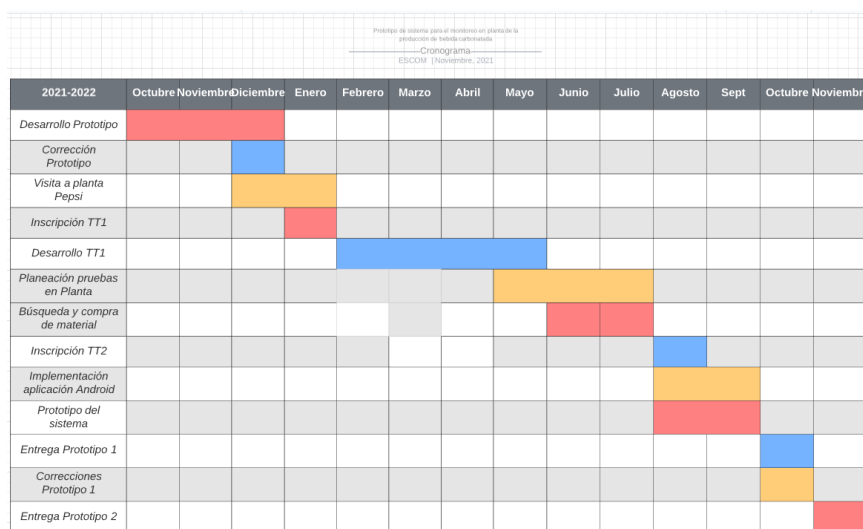 Prototipo de sistema para el monitoreo en planta de la
producción de bebida carbonatada
Cronograma
ESCOM | Noviembre, 2021
2021-2022 Octubre Noviembre Diciembre Enero Febrero Marzo Abril Mayo Junio Julio Agosto Sept Octubre Noviembr
Desarrollo Prototipo
Corrección
Prototipo
Visita a planta
Pepsi
Inscripción TT1
Desarrollo TT1
Planeación pruebas
en Planta
Búsqueda y compra
de material
Inscripción TT2
Implementación
aplicación Android
Prototipo del
sistema
Entrega Prototipo 1
Correcciones
Prototipo 1
Entrega Prototipo 2